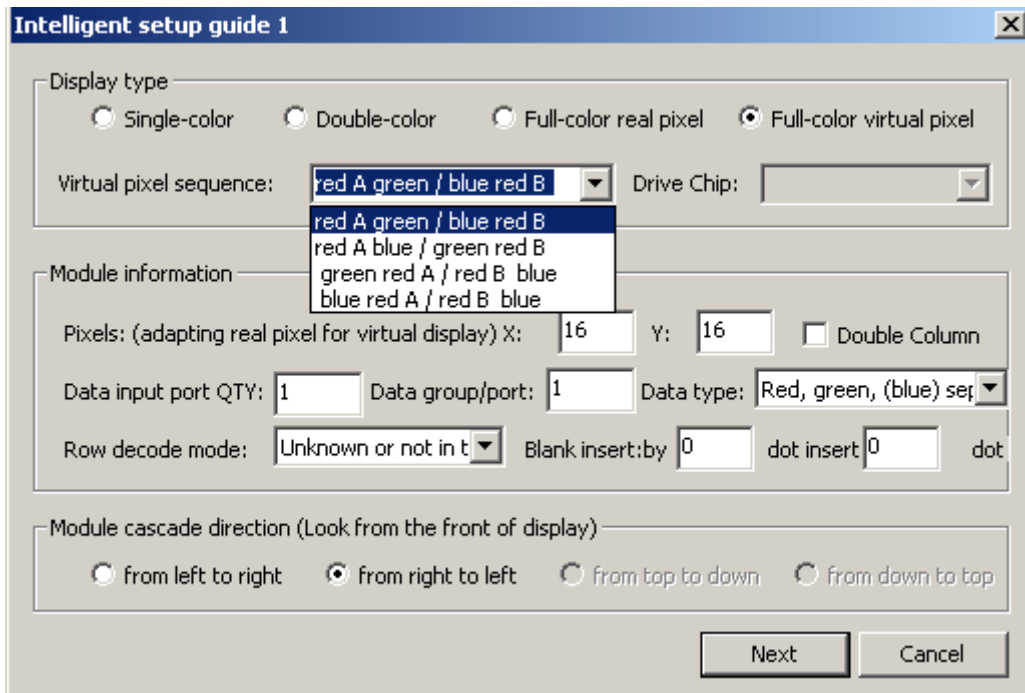 Intelligent setup guide 1
Display type
Single-color Double-color Full-color real pixel Full-color virtual pixel
Virtual pixel sequence: red A green / blue red B Drive Chip:
red A green / blue red B
red A blue / green red B
green red A / red B blue
blue red A / red B blue
Module information
Pixels: (adapting real pixel for virtual display) X: 16 Y: 16 Double Column
Data input port QTY: 1 Data group/port: 1 Data type: Red, green, (blue) sep
Row decode mode: Unknown or not in t Blank insert:by 0 dot insert 0 dot
Module cascade direction (Look from the front of display)
from left to right from right to left from top to down from down to top
Next Cancel